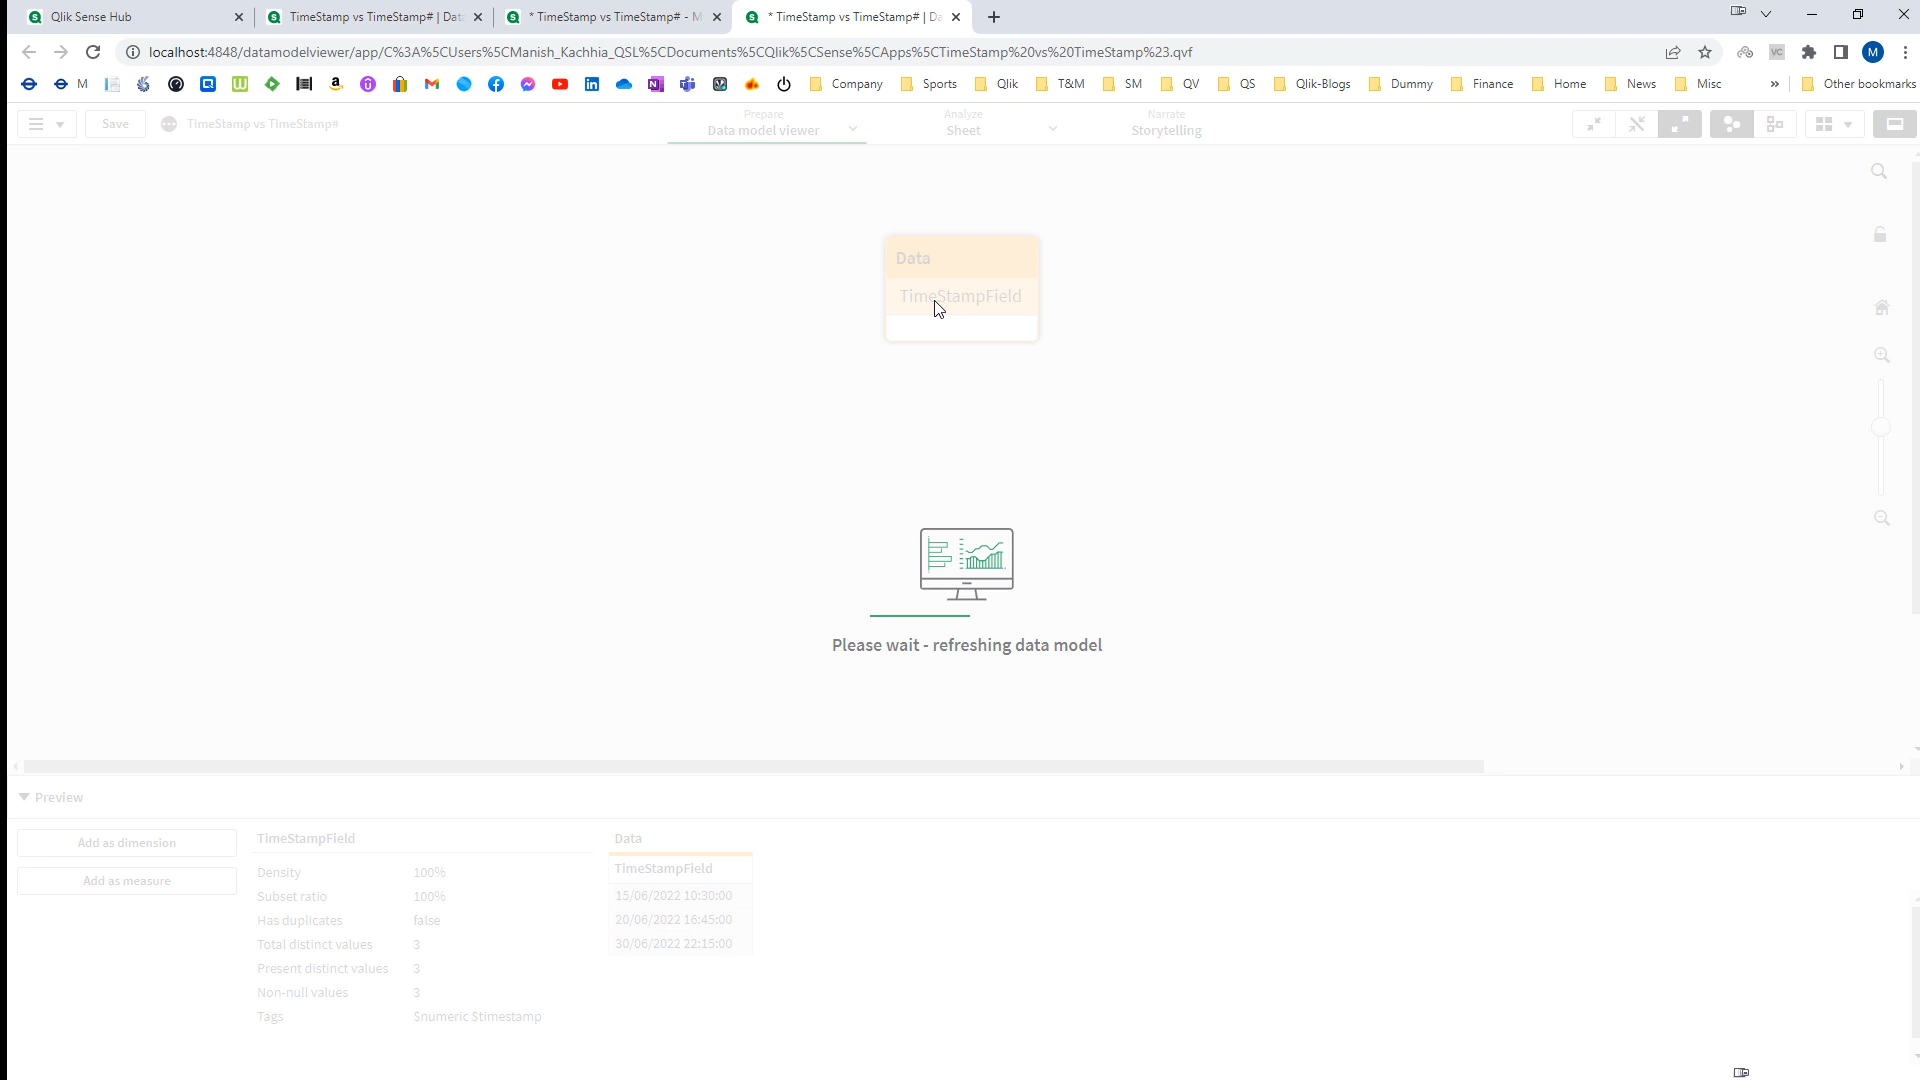 Qlik Sense Hub
TimeStamp vs TimeStamp# | Dat
* TimeStamp vs TimeStamp# - M
* TimeStamp vs TimeStamp# | Da
localhost:4848/datamodelviewer/app/C%3A%5CUsers%5CManish_Kachhia_QSL%5CDocuments%5CQlik%5CSense%5CApps%5CTimeStamp%20vs%20TimeStamp%23.qvf
M
M Company Sports Qlik T&M SM QV QS Qlik-Blogs Dummy Finance Home News Misc » Other bookmarks
Save
TimeStamp vs TimeStamp#
Prepare
Data model viewer
Analyze
Sheet
Narrate
Storytelling
Data
TimeStampField
Please wait - refreshing data model
Preview
Add as dimension
Add as measure
TimeStampField
Density 100%
Subset ratio 100%
Has duplicates false
Total distinct values 3
Present distinct values 3
Non-null values 3
Tags $numeric $timestamp
Data
TimeStampField
15/06/2022 10:30:00
20/06/2022 16:45:00
30/06/2022 22:15:00